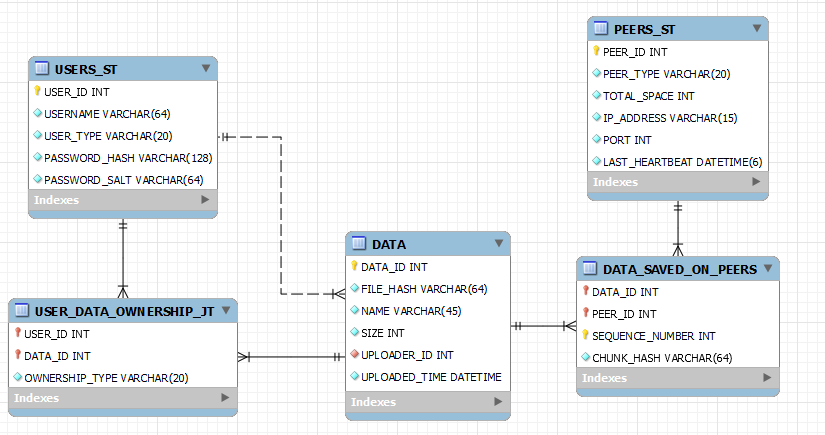 USERS_ST
USER_ID INT
USERNAME VARCHAR(64)
USER_TYPE VARCHAR(20)
PASSWORD_HASH VARCHAR(128)
PASSWORD_SALT VARCHAR(64)
Indexes
PEERS_ST
PEER_ID INT
PEER_TYPE VARCHAR(20)
TOTAL_SPACE INT
IP_ADDRESS VARCHAR(15)
PORT INT
LAST_HEARTBEAT DATETIME(6)
Indexes
DATA
DATA_ID INT
FILE_HASH VARCHAR(64)
NAME VARCHAR(45)
SIZE INT
UPLOADER_ID INT
UPLOADED_TIME DATETIME
Indexes
USER_DATA_OWNERSHIP_JT
USER_ID INT
DATA_ID INT
OWNERSHIP_TYPE VARCHAR(20)
Indexes
DATA_SAVED_ON_PEERS
DATA_ID INT
PEER_ID INT
SEQUENCE_NUMBER INT
CHUNK_HASH VARCHAR(64)
Indexes